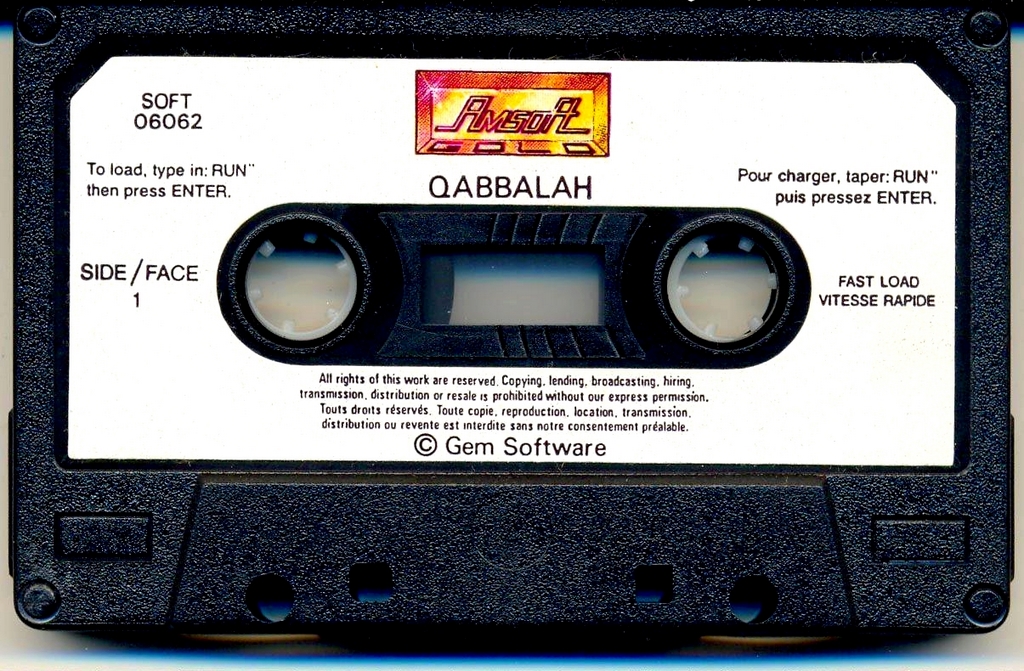 SOFT
06062
Amsoft
GOLD
QABBALAH
To load, type in: RUN"
then press ENTER.
Pour charger, taper: RUN"
puis pressez ENTER.
SIDE/FACE
1
FAST LOAD
VITESSE RAPIDE
All rights of this work are reserved. Copying, lending, broadcasting, hiring,
transmission, distribution or resale is prohibited without our express permission.
Touts droits réservés. Toute copie, reproduction, location, transmission,
distribution ou revente est interdite sans notre consentement préalable.
© Gem Software